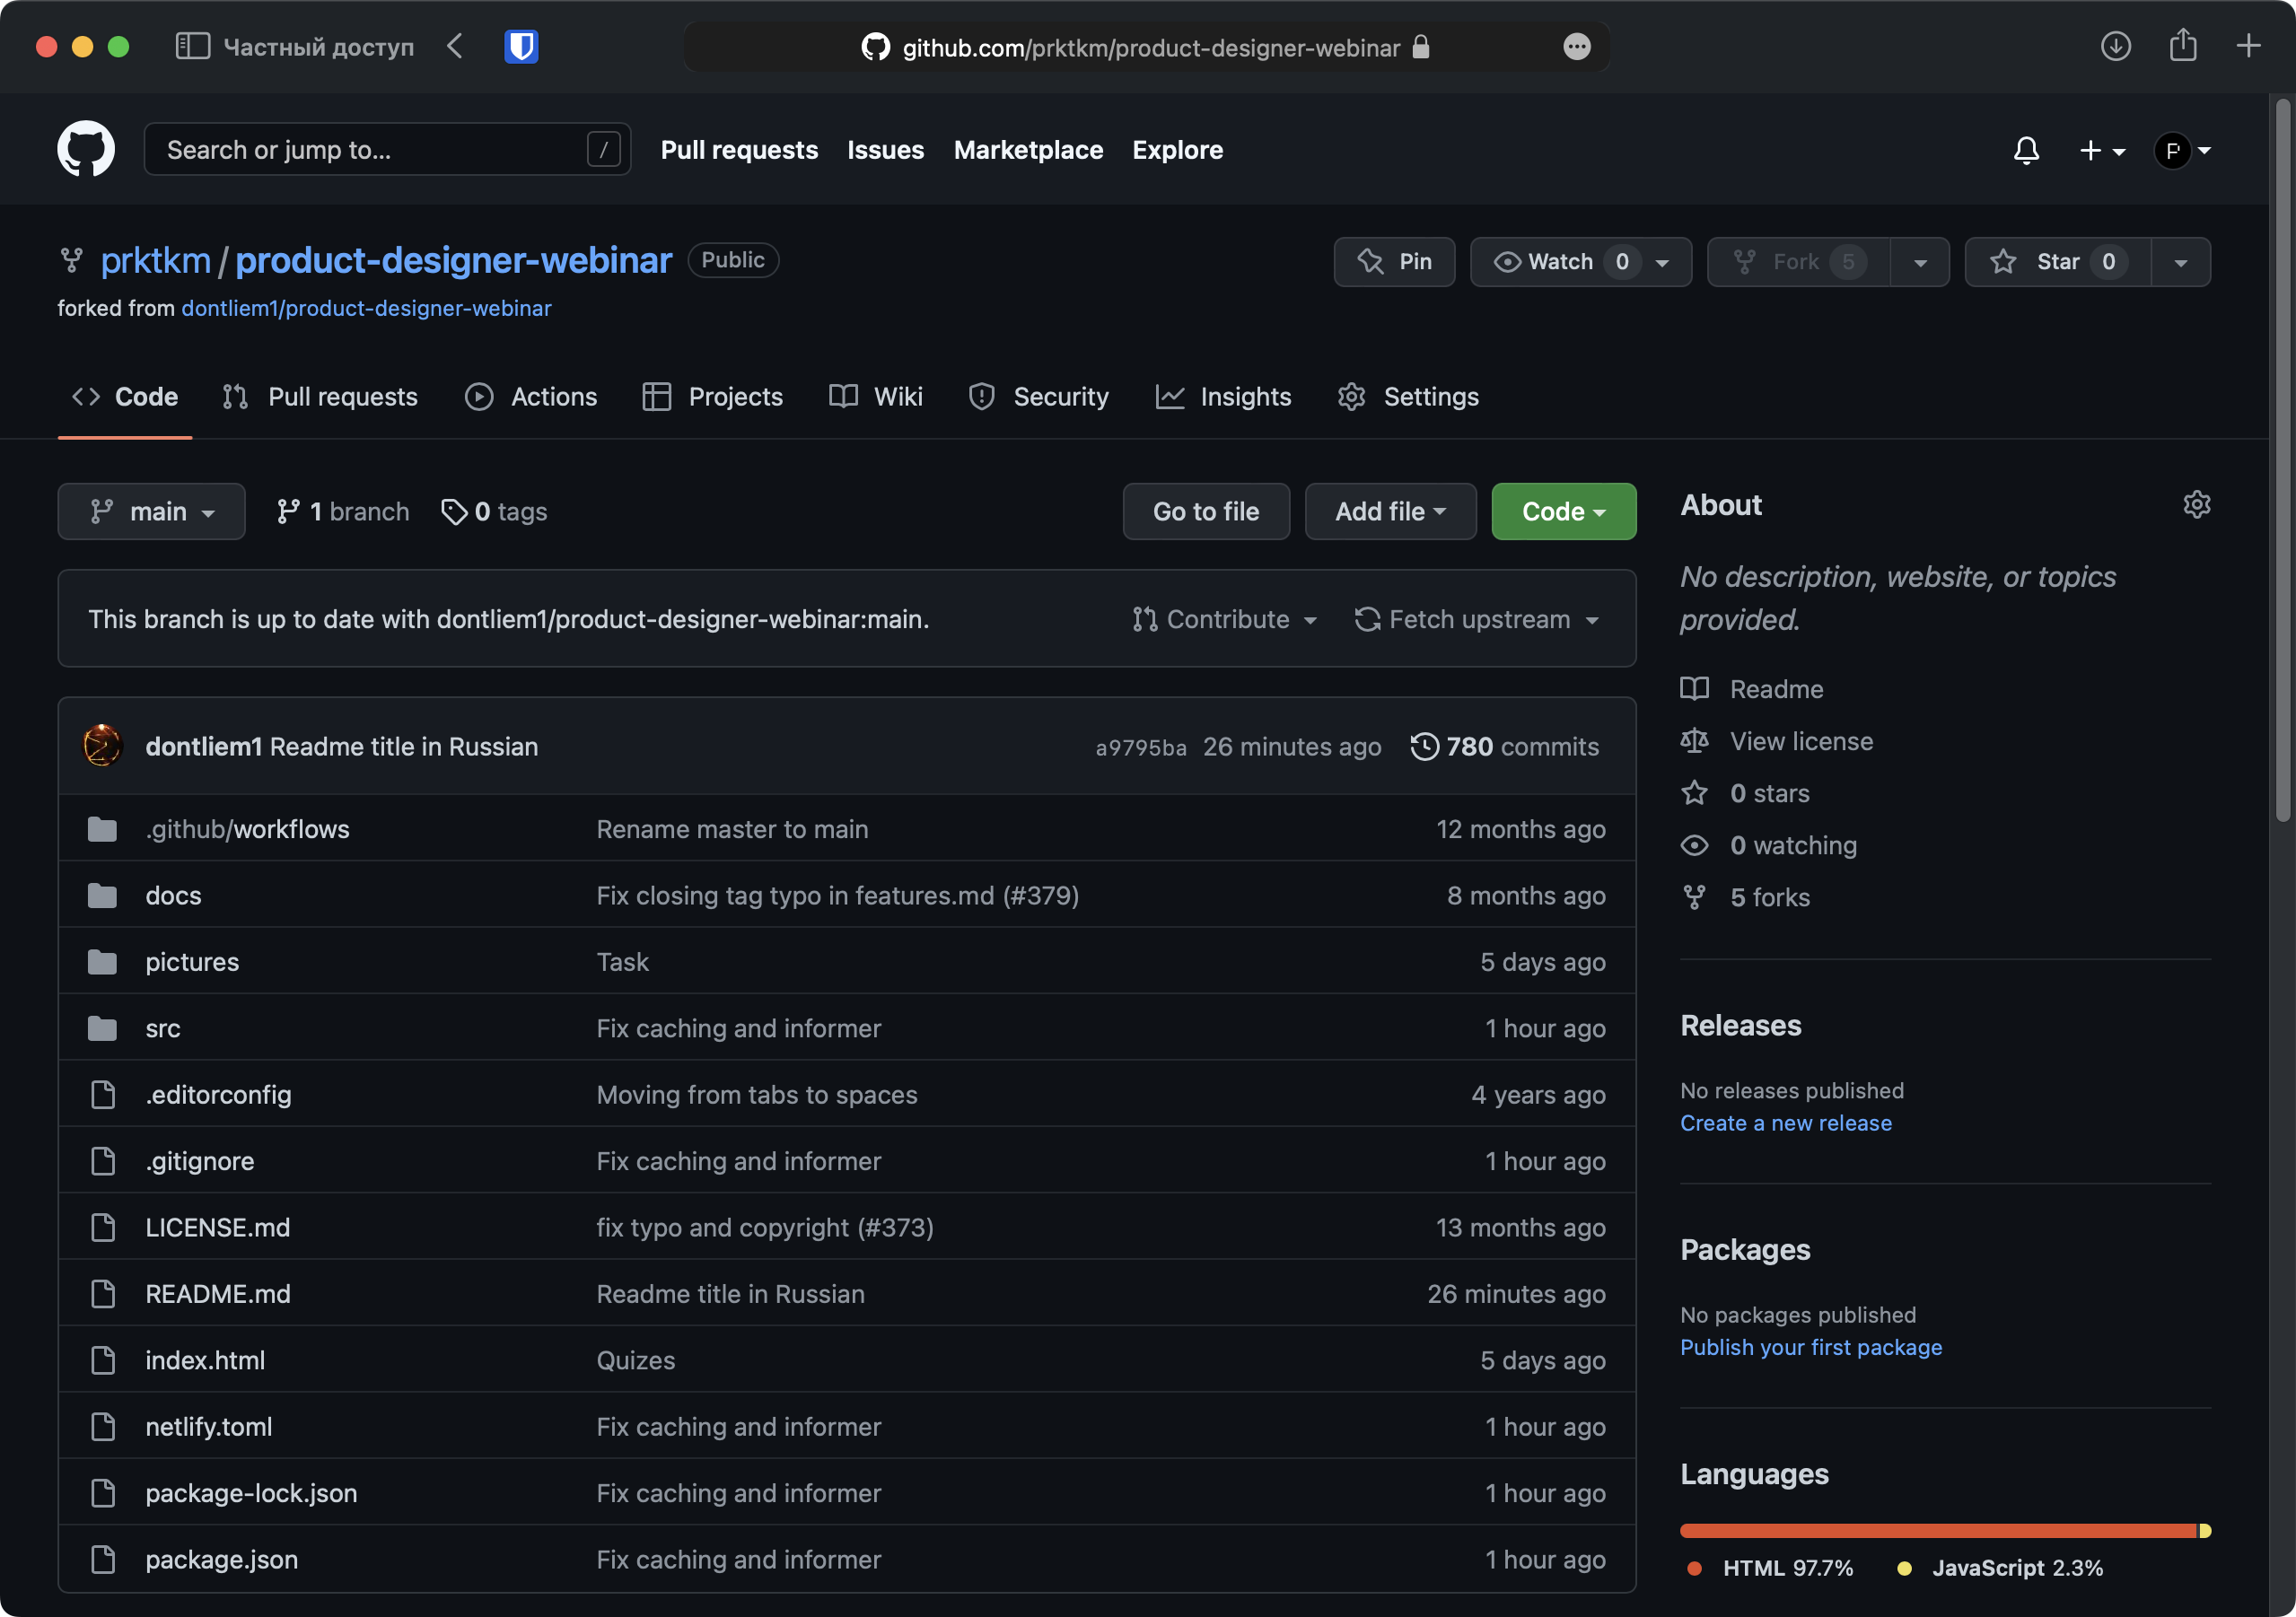 Частный доступ
github.com/prktkm/product-designer-webinar
Search or jump to... /
Pull requests Issues Marketplace Explore
prktkm / product-designer-webinar Public
Pin Watch 0 Fork 5 Star 0
forked from dontliem1/product-designer-webinar
Code Pull requests Actions Projects Wiki Security Insights Settings
main 1 branch 0 tags Go to file Add file Code
This branch is up to date with dontliem1/product-designer-webinar:main. Contribute Fetch upstream
dontliem1 Readme title in Russian a9795ba 26 minutes ago 780 commits
.github/workflows Rename master to main 12 months ago
docs Fix closing tag typo in features.md (#379) 8 months ago
pictures Task 5 days ago
src Fix caching and informer 1 hour ago
.editorconfig Moving from tabs to spaces 4 years ago
.gitignore Fix caching and informer 1 hour ago
LICENSE.md fix typo and copyright (#373) 13 months ago
README.md Readme title in Russian 26 minutes ago
index.html Quizes 5 days ago
netlify.toml Fix caching and informer 1 hour ago
package-lock.json Fix caching and informer 1 hour ago
package.json Fix caching and informer 1 hour ago
About
No description, website, or topics
provided.
Readme
View license
0 stars
0 watching
5 forks
Releases
No releases published
Create a new release
Packages
No packages published
Publish your first package
Languages
HTML 97.7% JavaScript 2.3%